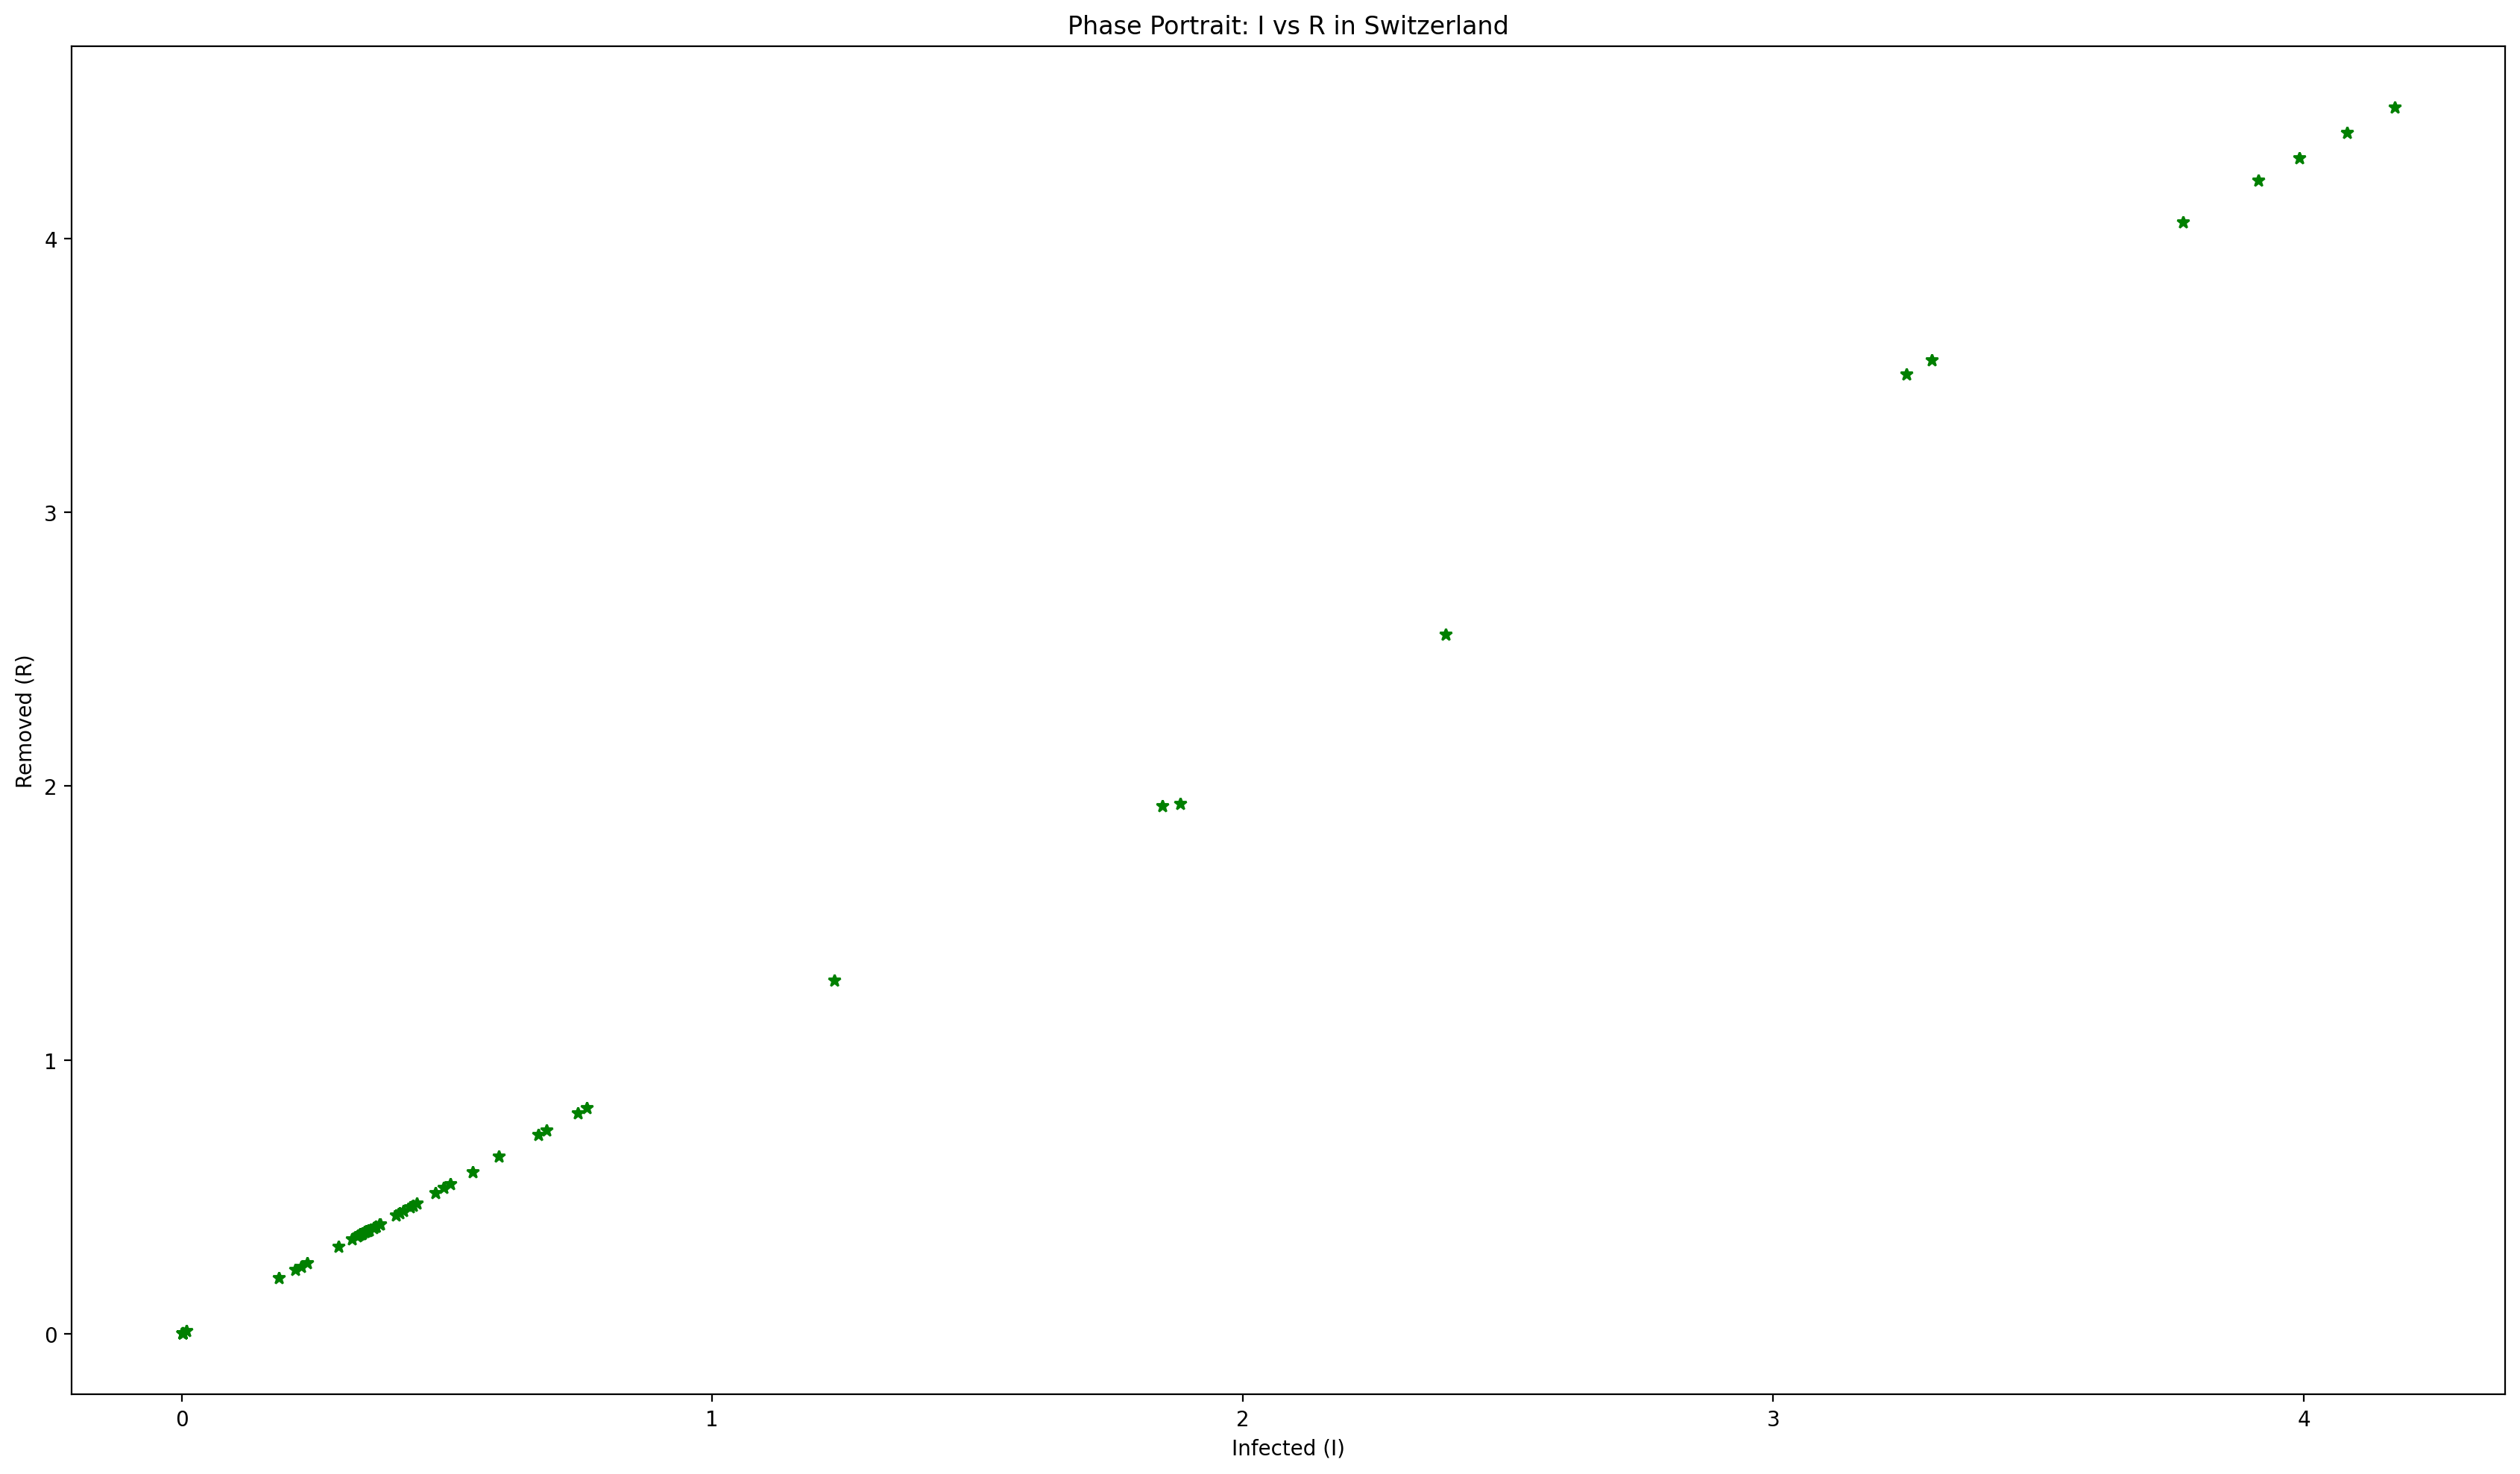 Phase Portrait: I vs R in Switzerland
4
3
2
1
0
Removed (R)
0 1 2 3 4
Infected (I)